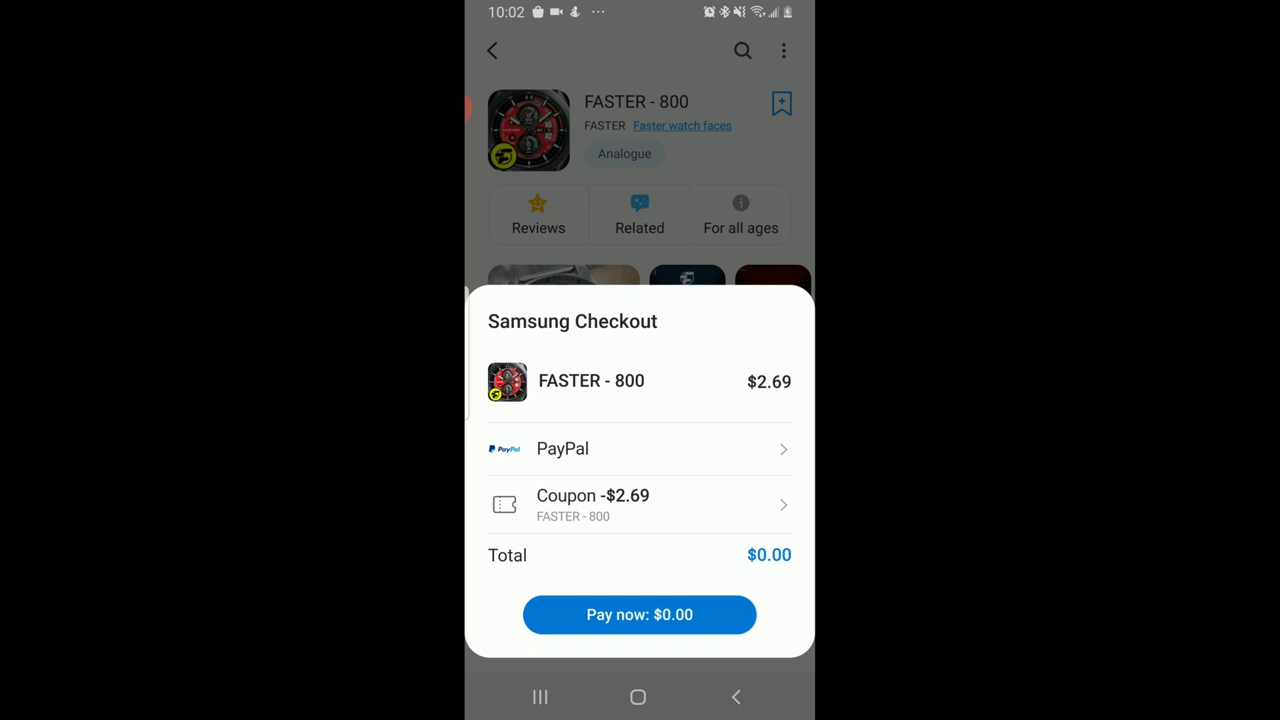 10:02
FASTER - 800
FASTER Faster watch faces
Analogue
Reviews
Related
For all ages
Samsung Checkout
FASTER - 800
$2.69
PayPal PayPal
Coupon -$2.69
FASTER - 800
Total
$0.00
Pay now: $0.00